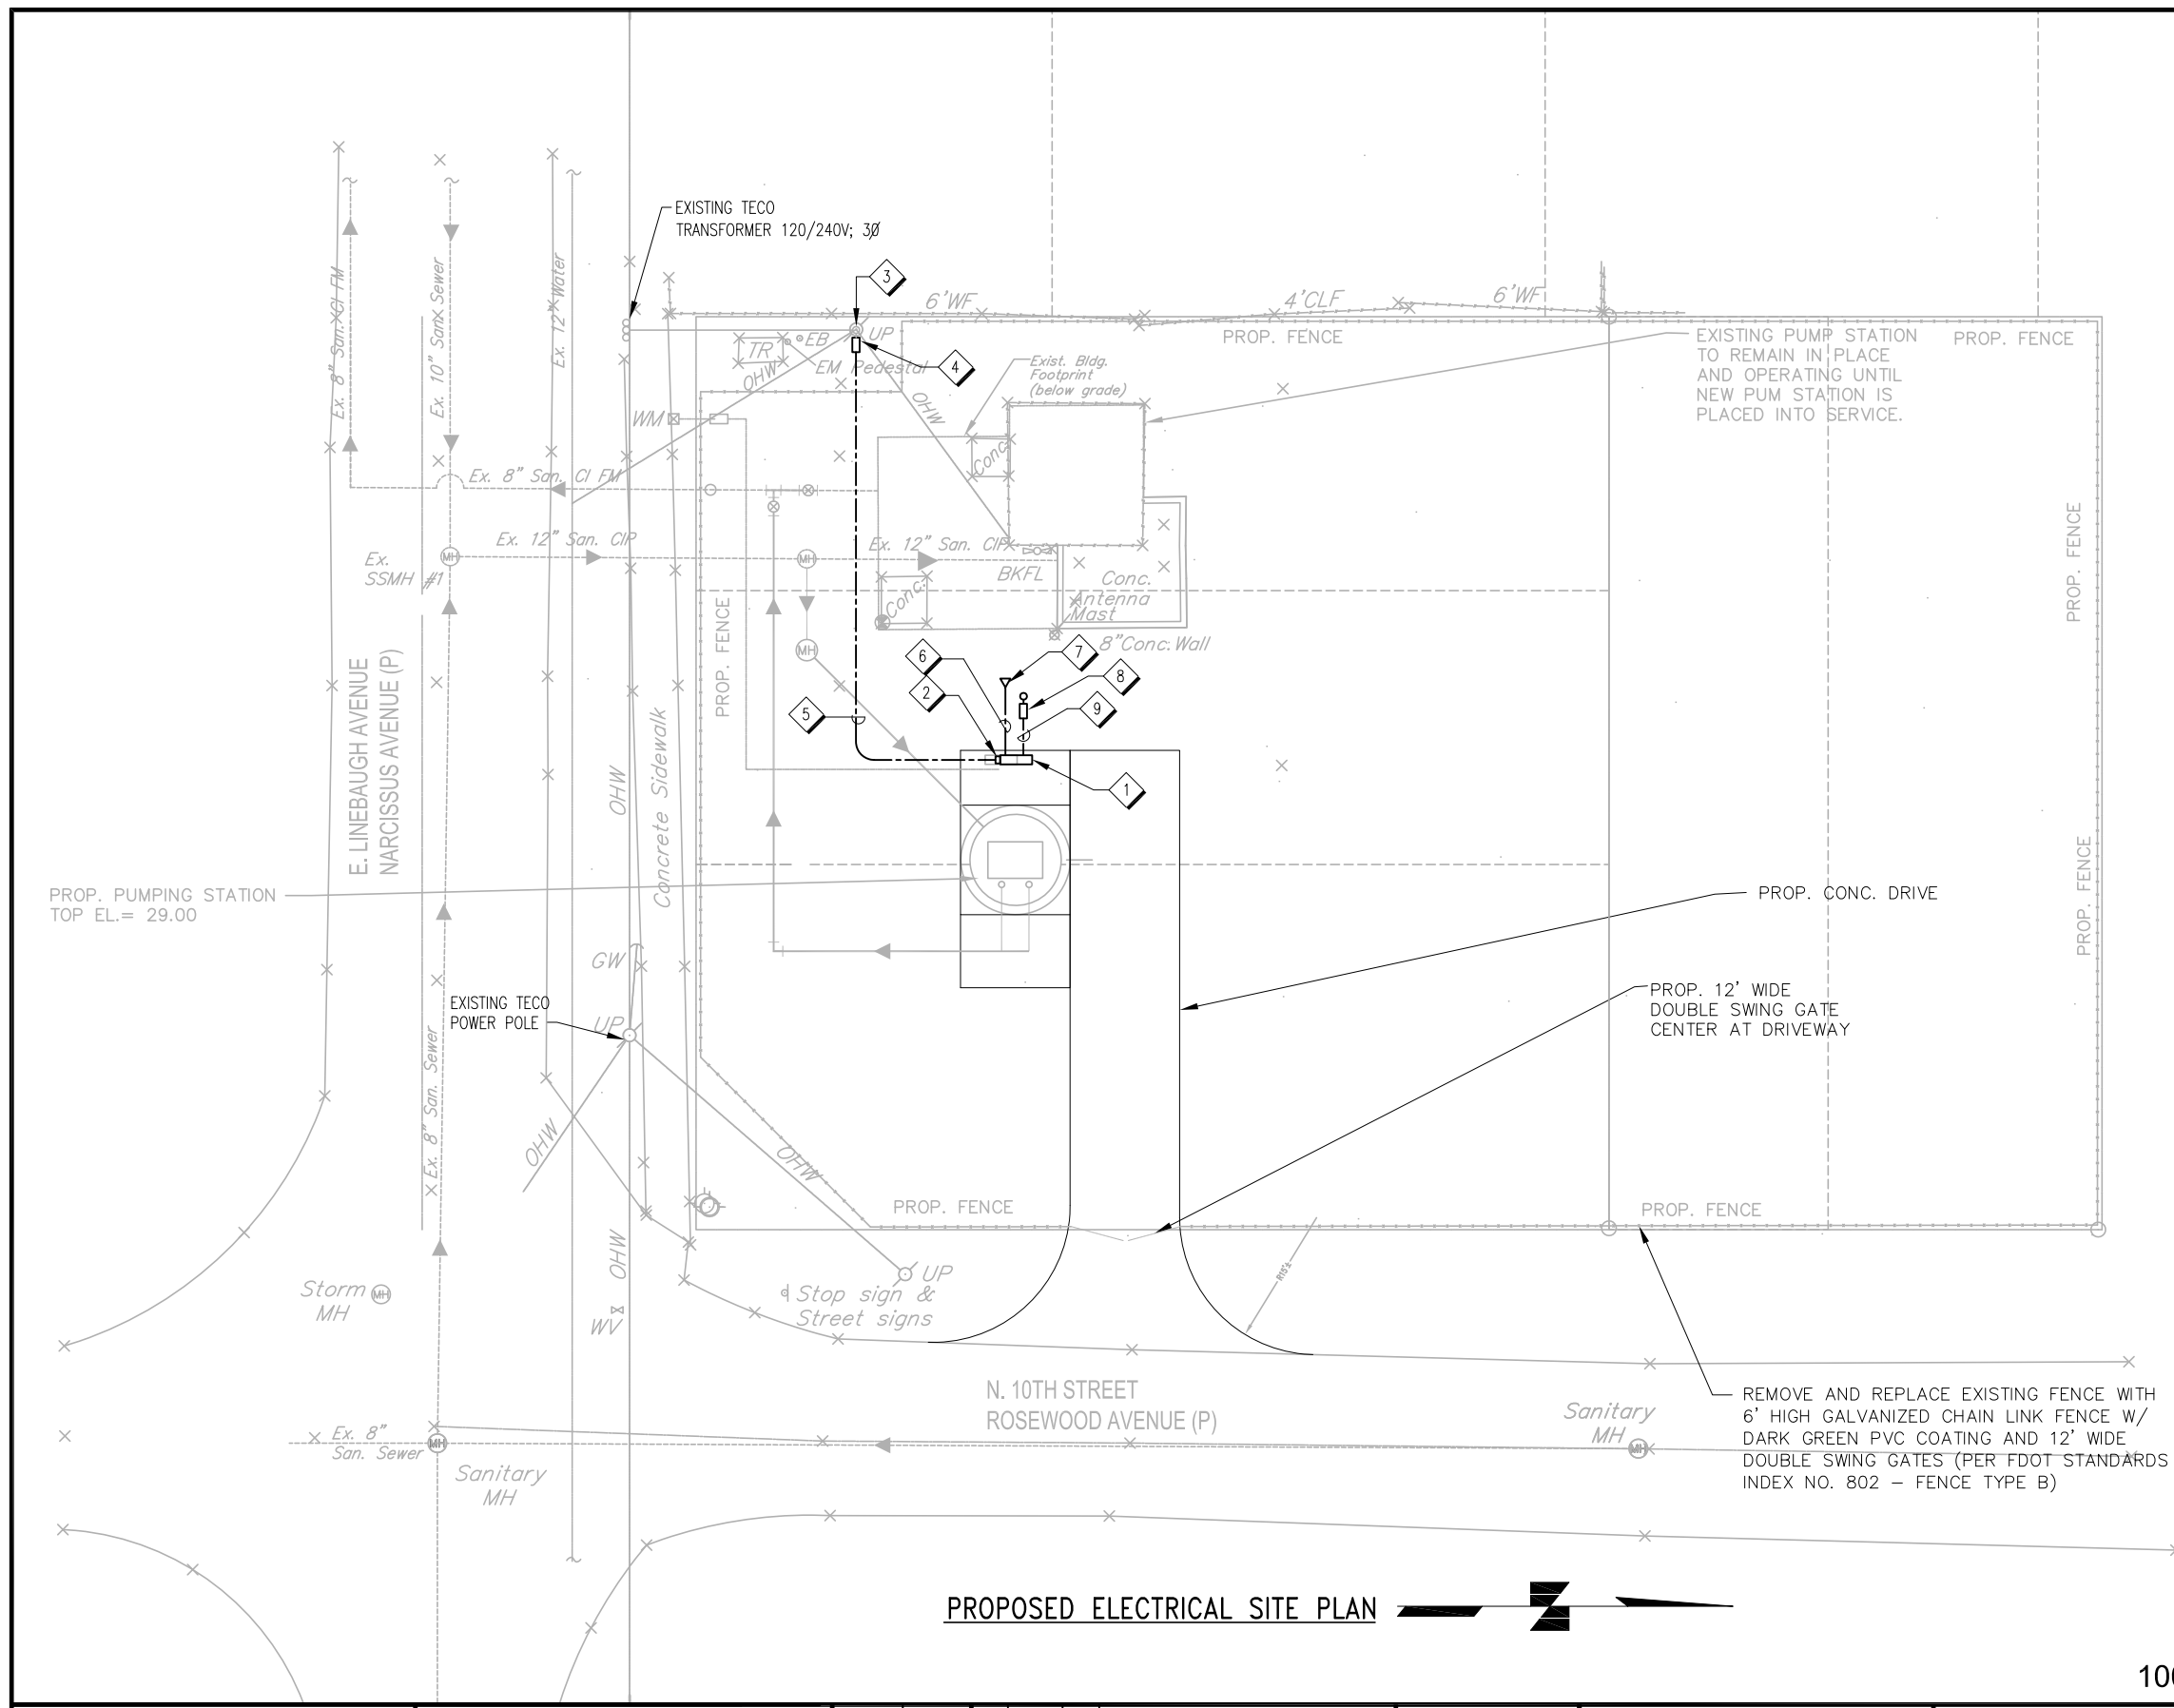 EXISTING TECO
TRANSFORMER 120/240V; 3Ø
3
6'WF
4'CLF
6'WF
PROP. FENCE
EXISTING PUMP STATION
TO REMAIN IN PLACE
AND OPERATING UNTIL
NEW PUM STATION IS
PLACED INTO SERVICE.
PROP. FENCE
UP
TR
EB
EM Pedestal
OHW
4
Exist. Bldg.
Footprint
(below grade)
OHW
WM
Conc.
Ex. 8" San. CI FM
Ex. 10" San. Sewer
Ex. 12" Water
Ex. 8" San. CI FM
Ex. 12" San. CIP
Ex. 12" San. CIP
Ex.
SSMH #1
MH
MH
BKFL
Conc.
Antenna
Mast
Conc.
8" Conc. Wall
MH
PROP. FENCE
PROP. FENCE
PROP. FENCE
E. LINEBAUGH AVENUE
NARCISSUS AVENUE (P)
6
7
2
8
5
9
1
OHW
Concrete Sidewalk
PROP. PUMPING STATION
TOP EL.= 29.00
PROP. CONC. DRIVE
GW
EXISTING TECO
POWER POLE
UP
PROP. 12' WIDE
DOUBLE SWING GATE
CENTER AT DRIVEWAY
PROP. FENCE
Ex. 8" San. Sewer
OHW
OHW
PROP. FENCE
PROP. FENCE
OHW
UP
R15'±
Storm
MH
MH
Stop sign &
Street signs
WV
N. 10TH STREET
ROSEWOOD AVENUE (P)
Sanitary
MH
MH
REMOVE AND REPLACE EXISTING FENCE WITH
6' HIGH GALVANIZED CHAIN LINK FENCE W/
DARK GREEN PVC COATING AND 12' WIDE
DOUBLE SWING GATES (PER FDOT STANDARDS
INDEX NO. 802 – FENCE TYPE B)
Ex. 8"
San. Sewer
MH
Sanitary
MH
PROPOSED ELECTRICAL SITE PLAN